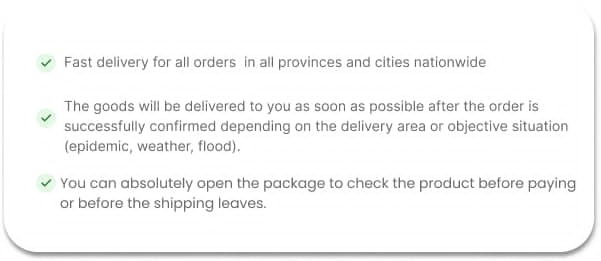 Fast delivery for all orders  in all provinces and cities nationwide
The goods will be delivered to you as soon as possible after the order is
successfully confirmed depending on the delivery area or objective situation
(epidemic, weather, flood).
You can absolutely open the package to check the product before paying
or before the shipping leaves.